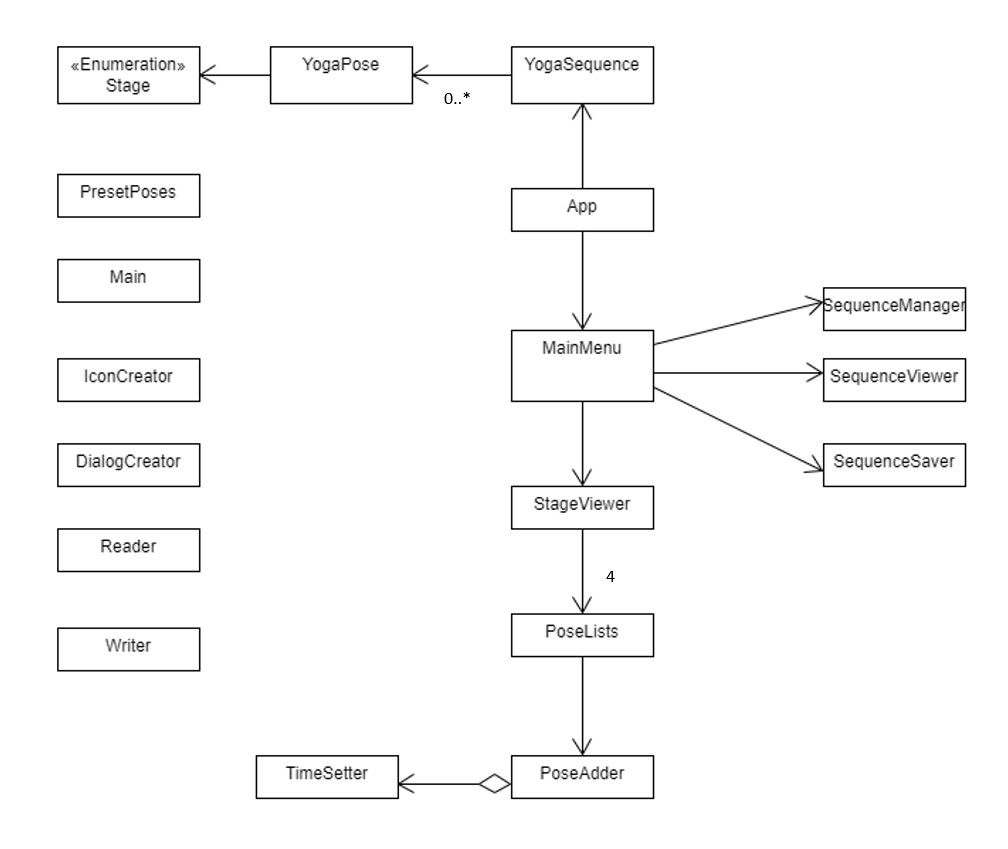 «Enumeration»
Stage
YogaPose
YogaSequence
0..*
PresetPoses
App
Main
SequenceManager
MainMenu
IconCreator
SequenceViewer
DialogCreator
SequenceSaver
StageViewer
Reader
4
PoseLists
Writer
TimeSetter
PoseAdder